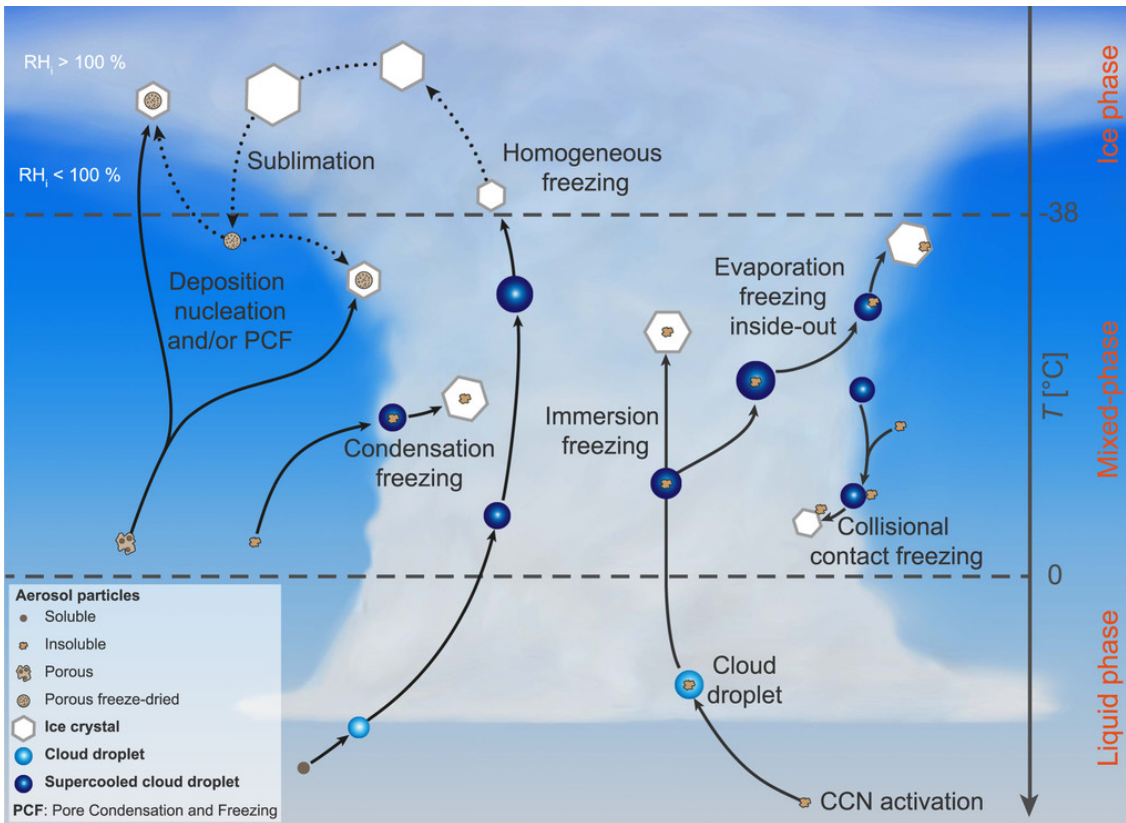 RHi > 100 %
RHi < 100 %
Sublimation
Homogeneous
freezing
Ice phase
-38
Deposition
nucleation
and/or PCF
Evaporation
freezing
inside-out
T [°C]
Mixed-phase
Condensation
freezing
Immersion
freezing
Collisional
contact freezing
0
Aerosol particles
Soluble
Insoluble
Porous
Porous freeze-dried
Ice crystal
Cloud droplet
Supercooled cloud droplet
PCF: Pore Condensation and Freezing
Cloud
droplet
CCN activation
Liquid phase